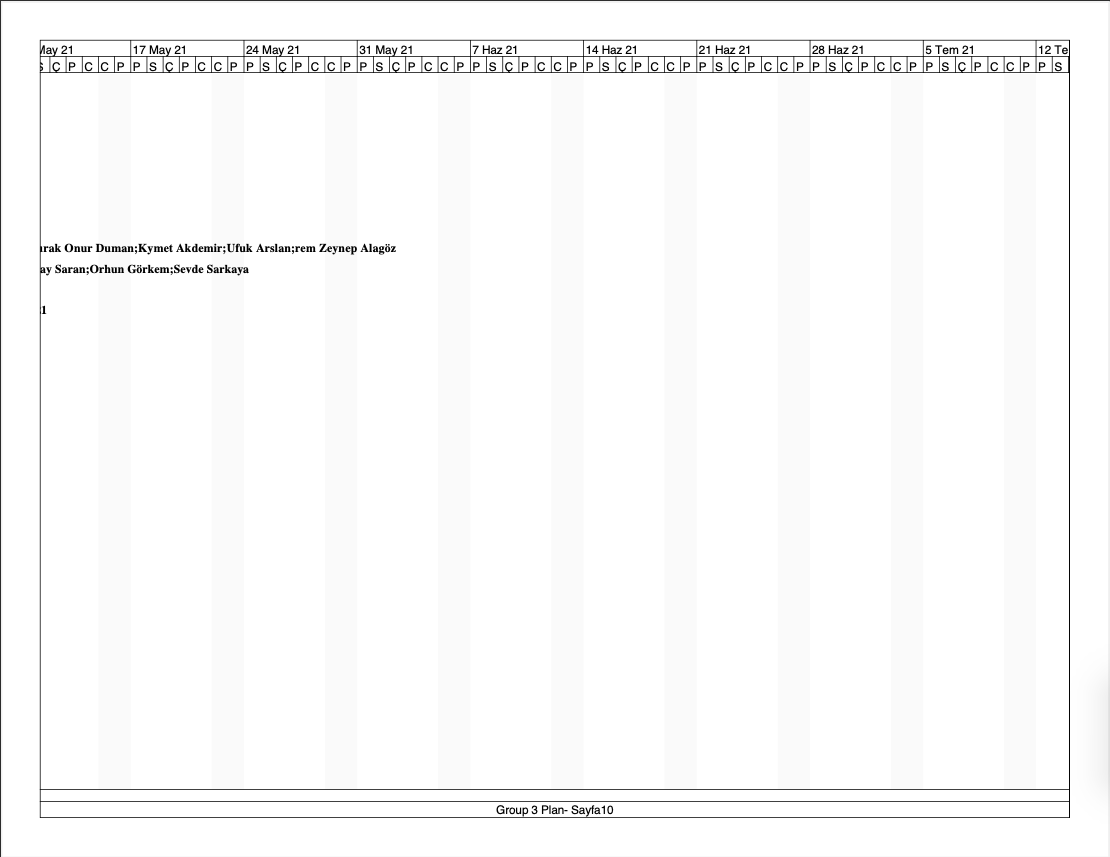 May 21 17 May 21 24 May 21 31 May 21 7 Haz 21 14 Haz 21 21 Haz 21 28 Haz 21 5 Tem 21 12 Te
S Ç P C C P P S Ç P C C P P S Ç P C C P P S Ç P C C P P S Ç P C C P P S Ç P C C P P S Ç P C C P P S Ç P C C P P S Ç P C C P P S
rak Onur Duman;Kymet Akdemir;Ufuk Arslan;rem Zeynep Alagöz
ay Saran;Orhun Görkem;Sevde Sarkaya
1
Group 3 Plan- Sayfa10